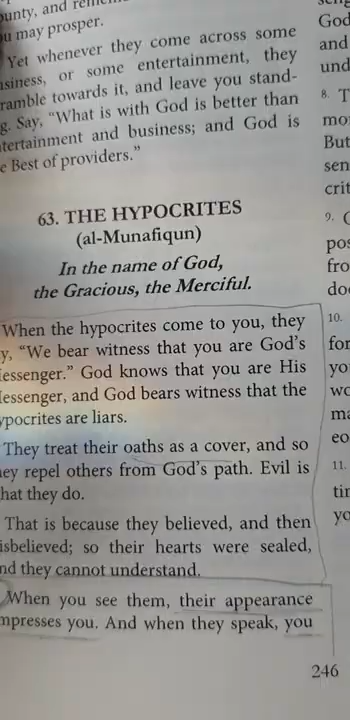 ounty, and
u may prosper.
Yet whenever they come across some
siness, or some entertainment, they
ramble towards it, and leave you stand-
g. Say, “What is with God is better than
tertainment and business; and God is
e Best of providers.”
63. THE HYPOCRITES
(al-Munafiqun)
In the name of God,
the Gracious, the Merciful.
When the hypocrites come to you, they
y, “We bear witness that you are God’s
essenger.” God knows that you are His
essenger, and God bears witness that the
ypocrites are liars.
They treat their oaths as a cover, and so
ey repel others from God’s path. Evil is
hat they do.
That is because they believed, and then
isbelieved; so their hearts were sealed,
nd they cannot understand.
When you see them, their appearance
mpresses you. And when they speak, you
God
and
und
8. T
mo
But
sen
crit
9.
pos
fro
do
10.
for
yo
wo
ma
eo
11.
tin
yo
246